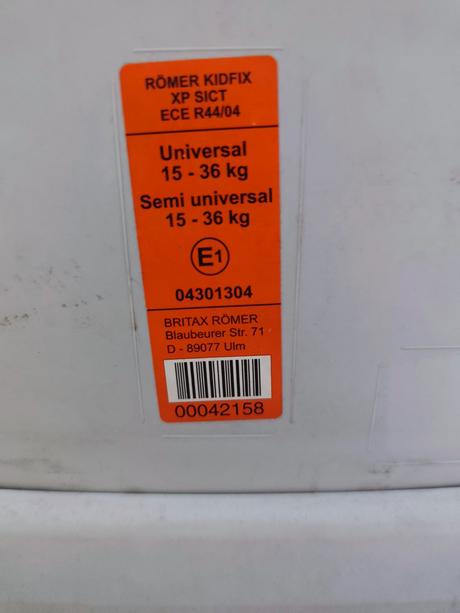 RÖMER KIDFIX
XP SICT
ECE R44/04
Universal
15 - 36 kg
Semi universal
15 - 36 kg
E1
04301304
BRITAX RÖMER
Blaubeurer Str. 71
D - 89077 Ulm
00042158